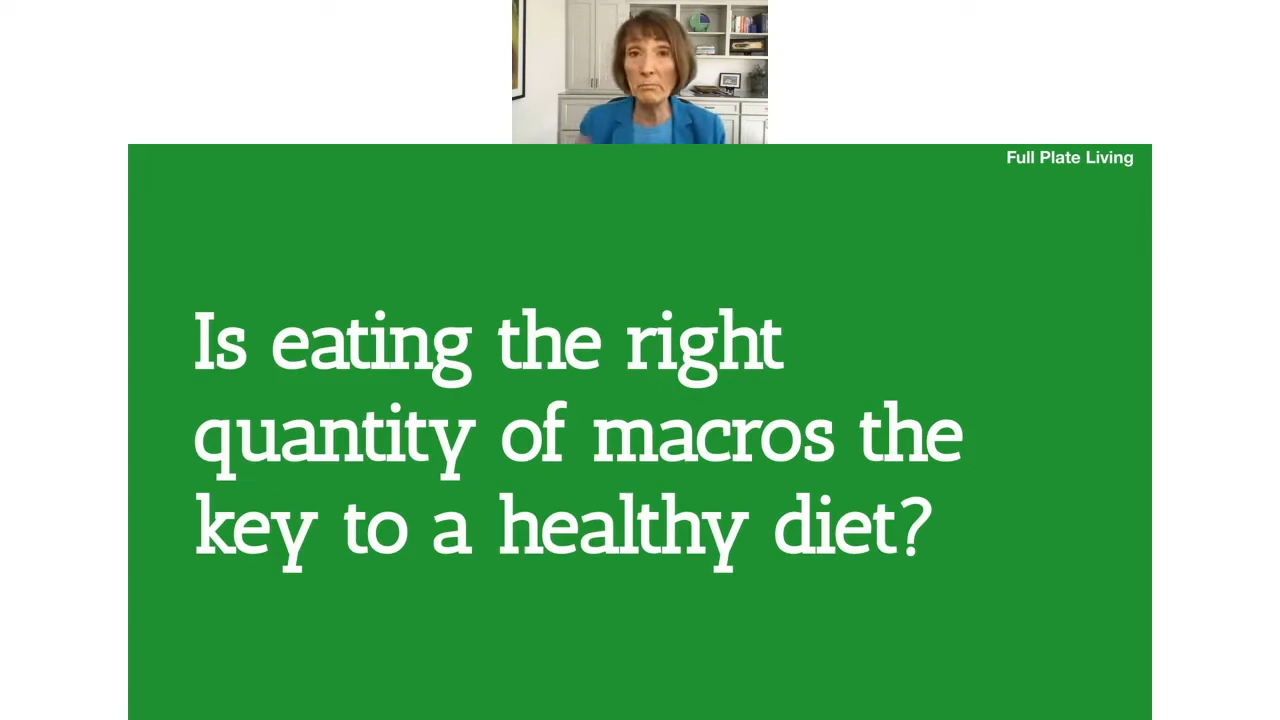 Full Plate Living
Is eating the right
quantity of macros the
key to a healthy diet?